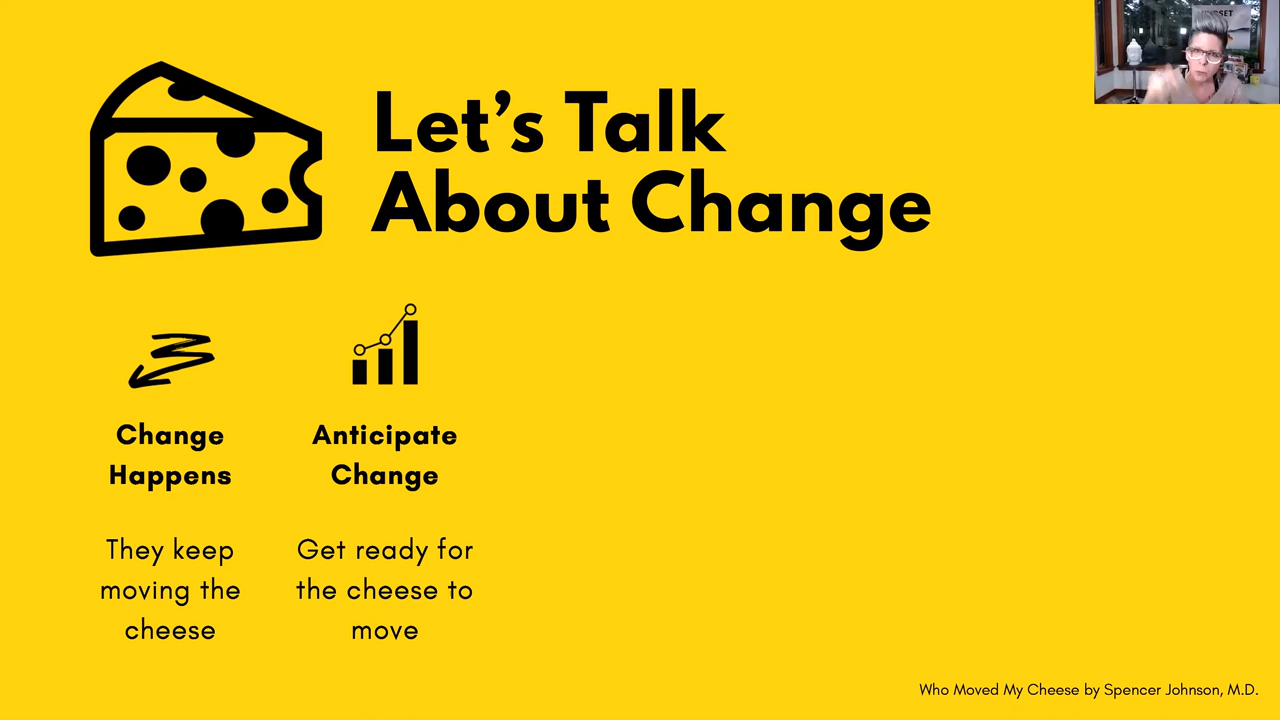 Let's Talk
About Change
Change
Happens
They keep
moving the
cheese
Anticipate
Change
Get ready for
the cheese to
move
Who Moved My Cheese by Spencer Johnson, M.D.